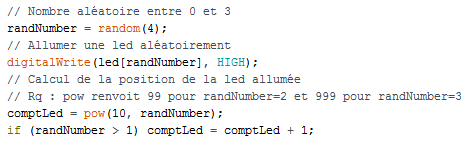 // Nombre aléatoire entre 0 et 3
randNumber = random(4);
// Allumer une led aléatoirement
digitalWrite(led[randNumber], HIGH);
// Calcul de la position de la led allumée
// Rq : pow renvoit 99 pour randNumber=2 et 999 pour randNumber=3
comptLed = pow(10, randNumber);
if (randNumber > 1) comptLed = comptLed + 1;